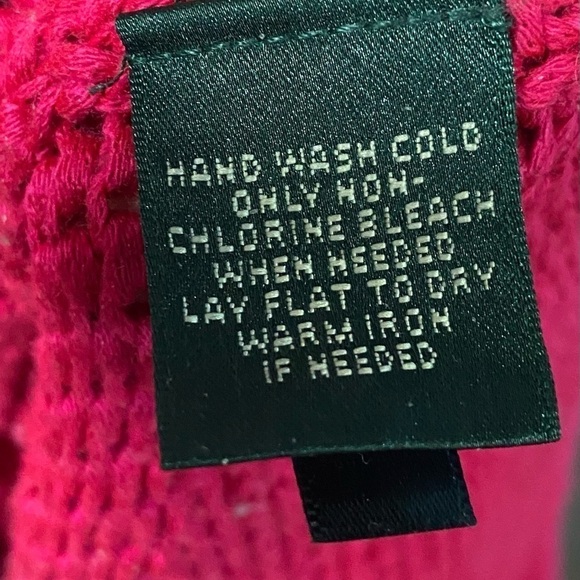 HAND WASH COLD
ONLY NON-
CHLORINE BLEACH
WHEN NEEDED
LAY FLAT TO DRY
WARM IRON
IF NEEDED